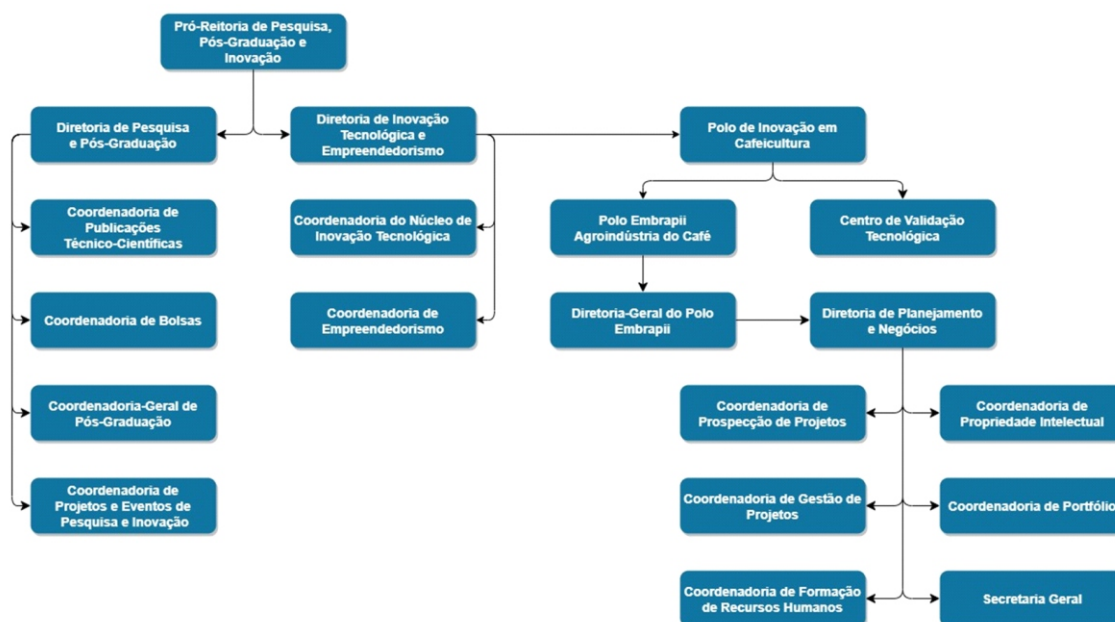 Pró-Reitoria de Pesquisa,
Pós-Graduação e
Inovação
Diretoria de Pesquisa
e Pós-Graduação
Diretoria de Inovação
Tecnológica e
Empreendedorismo
Polo de Inovação em
Cafeicultura
Coordenadoria de
Publicações
Técnico-Científicas
Coordenadoria do Núcleo de
Inovação Tecnológica
Polo Embrapii
Agroindústria do Café
Centro de Validação
Tecnológica
Coordenadoria de Bolsas
Coordenadoria de
Empreendedorismo
Diretoria-Geral do Polo
Embrapii
Diretoria de Planejamento
e Negócios
Coordenadoria-Geral de
Pós-Graduação
Coordenadoria de
Prospecção de Projetos
Coordenadoria de
Propriedade Intelectual
Coordenadoria de
Projetos e Eventos de
Pesquisa e Inovação
Coordenadoria de Gestão de
Projetos
Coordenadoria de Portfólio
Coordenadoria de Formação
de Recursos Humanos
Secretaria Geral